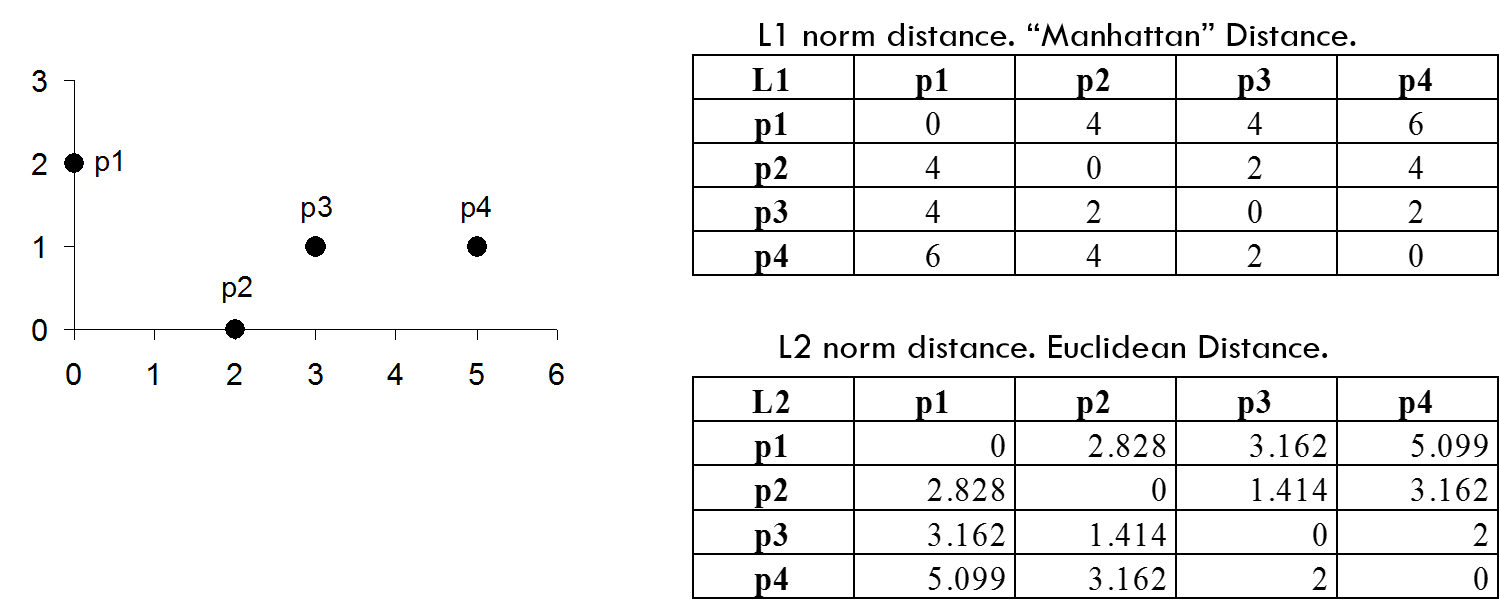 3
2
1
0
p1
p2
p3
p4
0 1 2 3 4 5 6
L1 norm distance. “Manhattan” Distance.
L1 p1 p2 p3 p4
p1 0 4 4 6
p2 4 0 2 4
p3 4 2 0 2
p4 6 4 2 0
L2 norm distance. Euclidean Distance.
L2 p1 p2 p3 p4
p1 0 2.828 3.162 5.099
p2 2.828 0 1.414 3.162
p3 3.162 1.414 0 2
p4 5.099 3.162 2 0